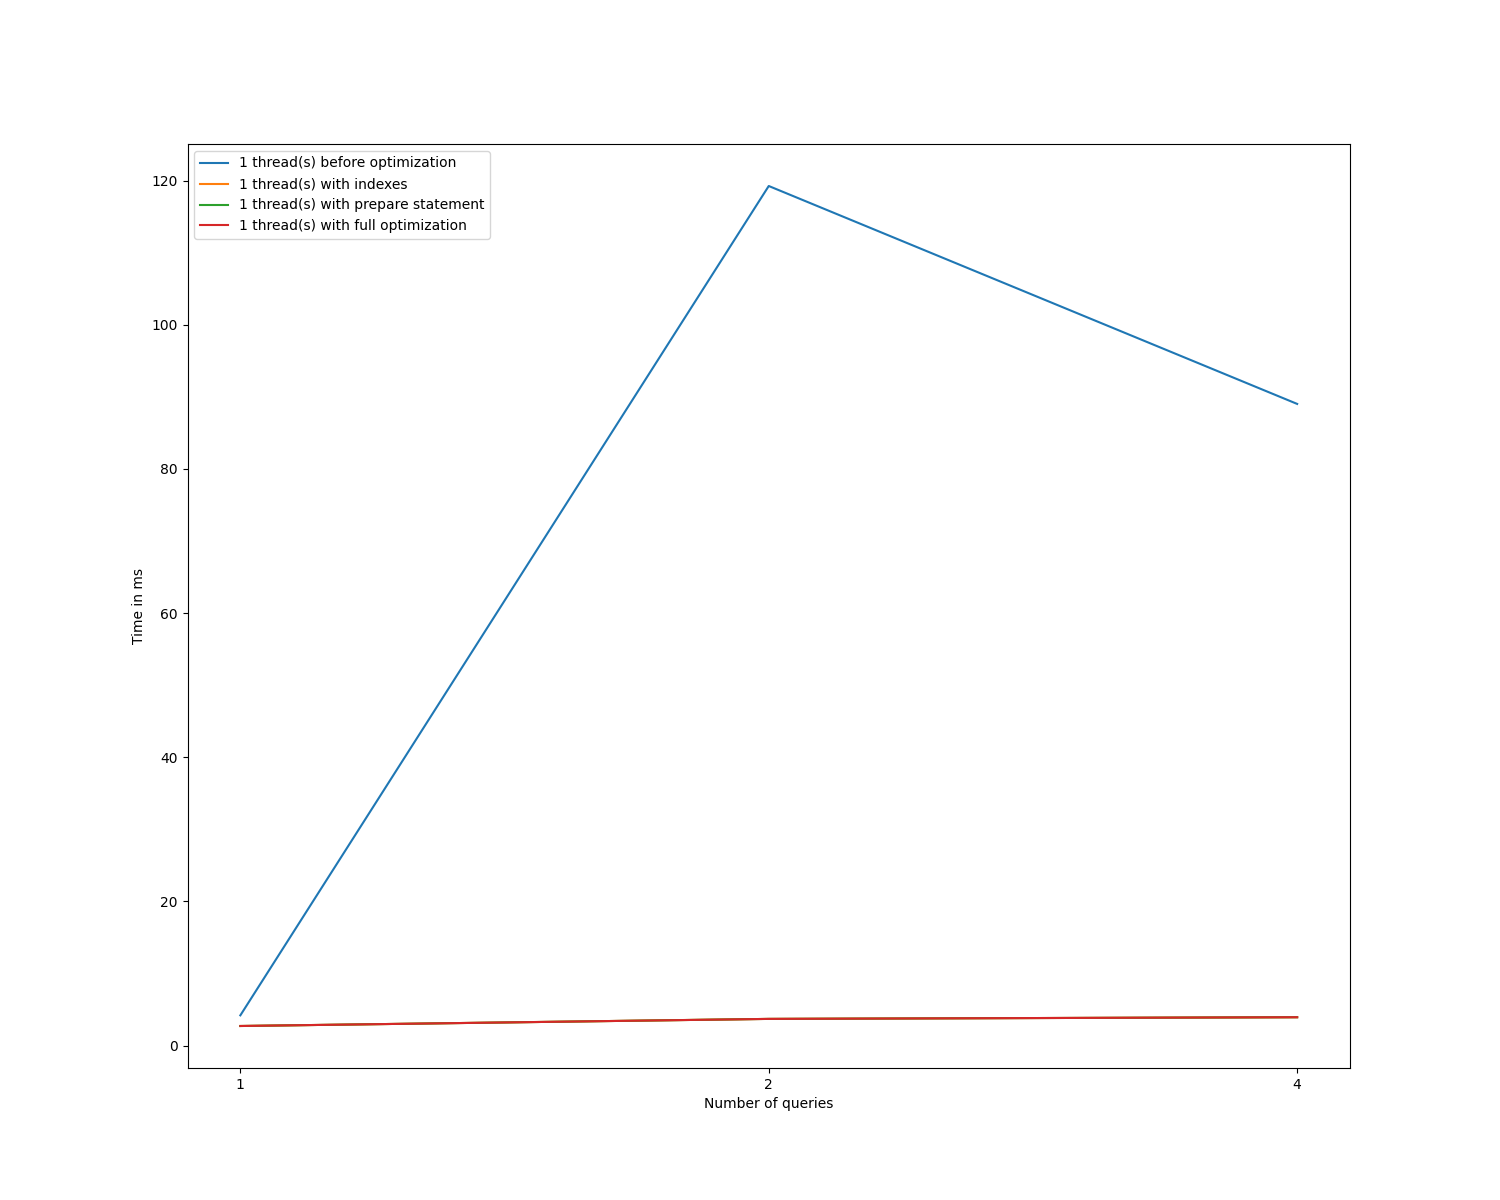 1 thread(s) before optimization
1 thread(s) with indexes
1 thread(s) with prepare statement
1 thread(s) with full optimization
120
100
80
60
40
20
0
Time in ms
1 2 4
Number of queries